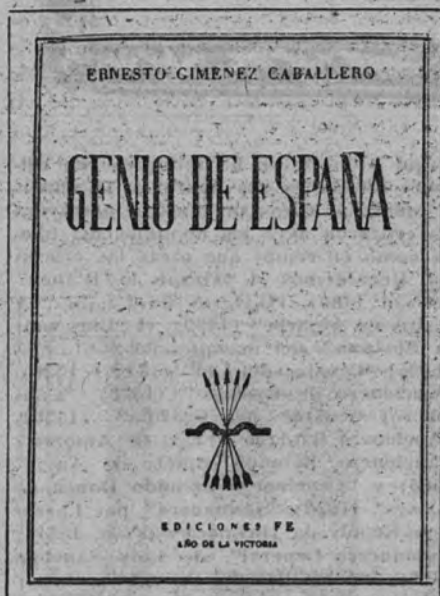 ERNESTO GIMENEZ CABALLERO
GENIO DE ESPAÑA
EDICIONES FE
AÑO DE LA VICTORIA